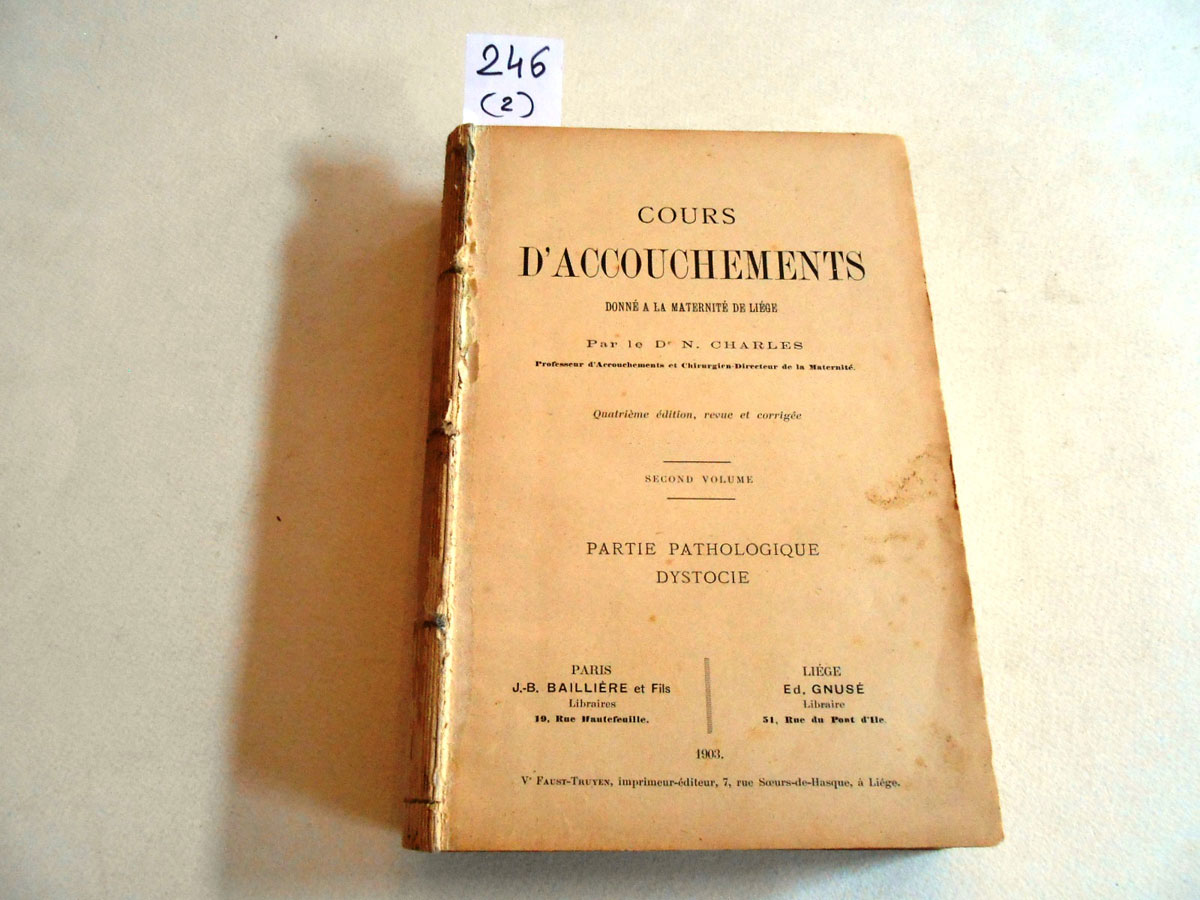 246
(2)
COURS
D'ACCOUCHEMENTS
DONNÉ A LA MATERNITÉ DE LIÉGE
Par le Dr N. CHARLES
Professeur d'Accouchements et Chirurgien-Directeur de la Maternité.
Quatrième édition, revue et corrigée
SECOND VOLUME
PARTIE PATHOLOGIQUE
DYSTOCIE
PARIS
J.-B. BAILLIÈRE et Fils
Libraires
19, Rue Hautefeuille.
LIÉGE
Ed. GNUSÉ
Libraire
51, Rue du Pont d'Ile
1903.
Ve FAUST-TRUYEN, imprimeur-éditeur, 7, rue Sœurs-de-Hasque, à Liége.